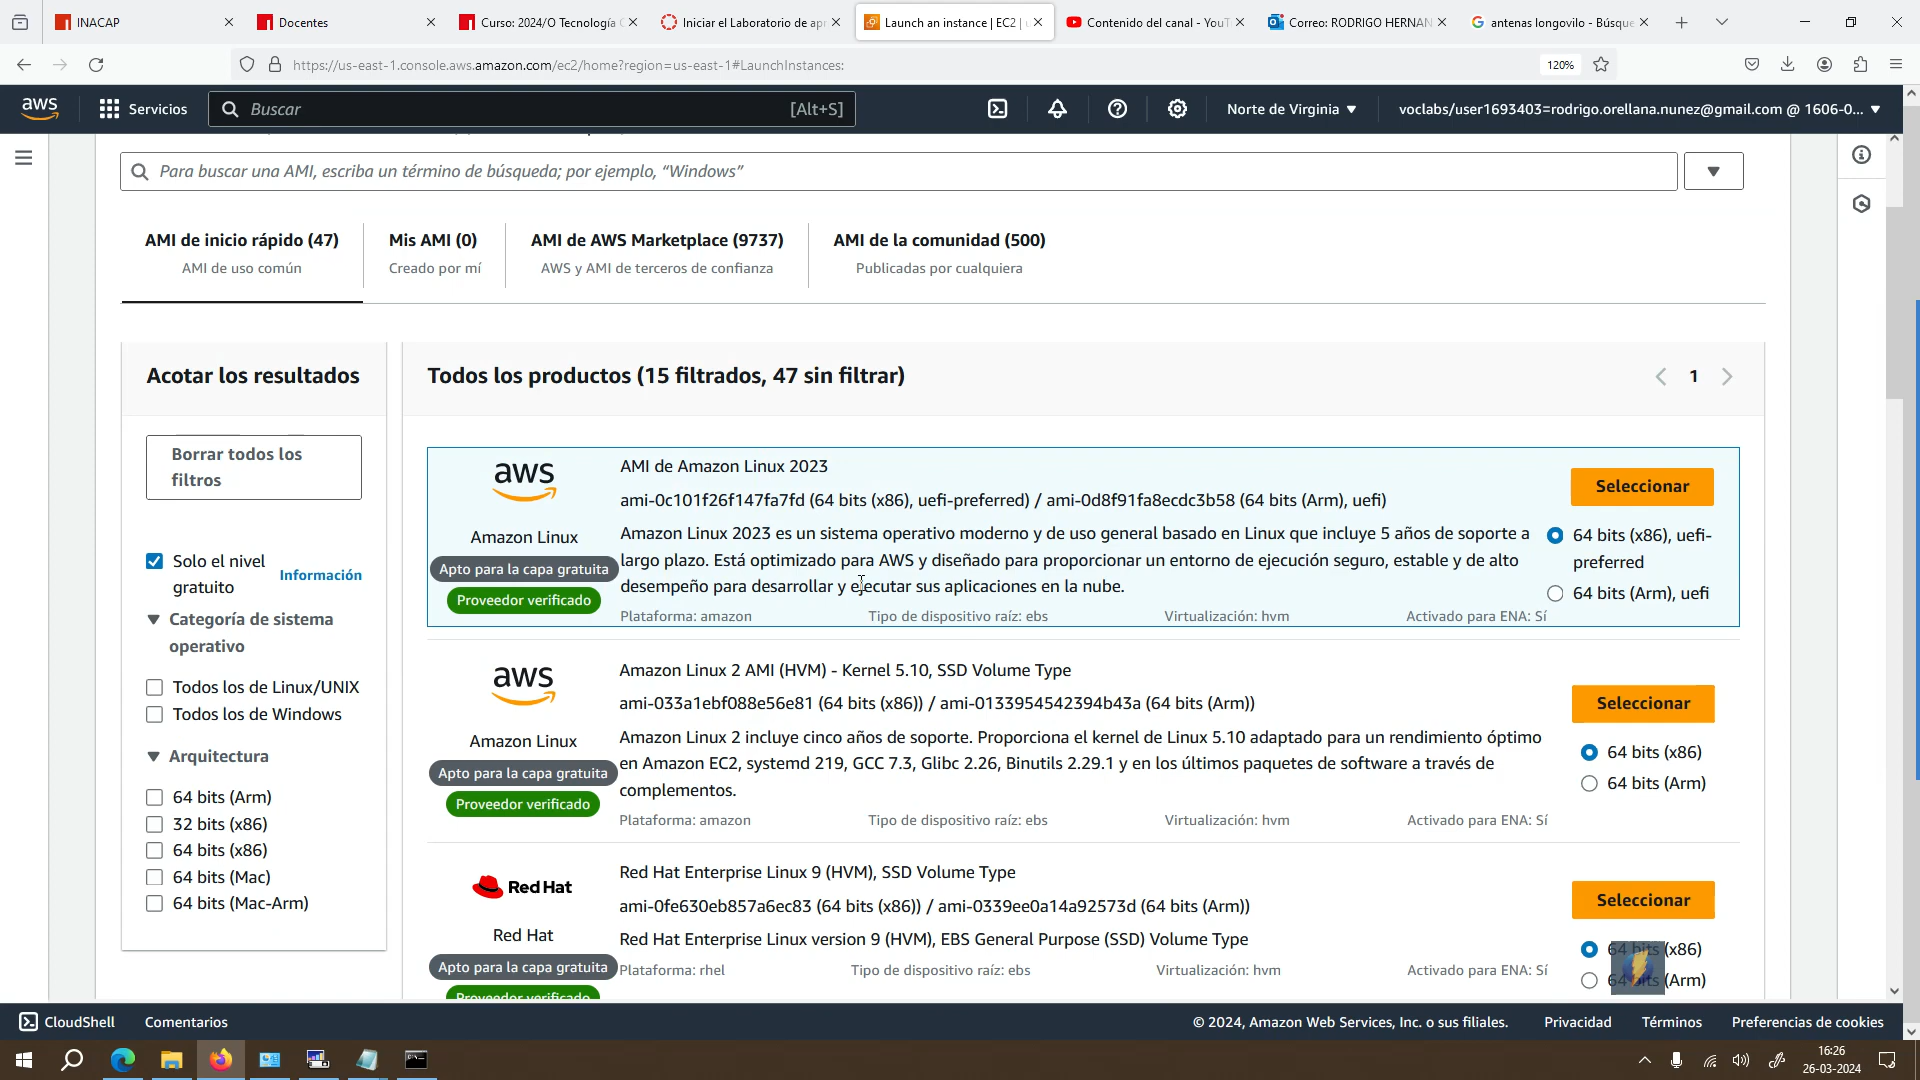 INACAP
Docentes
Curso: 2024/O Tecnología
Iniciar el Laboratorio de apr
Launch an instance | EC2 |
Contenido del canal - YouT
Correo: RODRIGO HERNAN
antenas longovilo - Búsque
https://us-east-1.console.aws.amazon.com/ec2/home?region=us-east-1#LaunchInstances:
120%
aws
Servicios
Buscar
[Alt+S]
Norte de Virginia
voclabs/user1693403=rodrigo.orellana.nunez@gmail.com @ 1606-0...
Para buscar una AMI, escriba un término de búsqueda; por ejemplo, “Windows”
AMI de inicio rápido (47)
AMI de uso común
Mis AMI (0)
Creado por mí
AMI de AWS Marketplace (9737)
AWS y AMI de terceros de confianza
AMI de la comunidad (500)
Publicadas por cualquiera
Acotar los resultados
Borrar todos los
filtros
Solo el nivel
gratuito
Información
Categoría de sistema
operativo
Todos los de Linux/UNIX
Todos los de Windows
Arquitectura
64 bits (Arm)
32 bits (x86)
64 bits (x86)
64 bits (Mac)
64 bits (Mac-Arm)
Todos los productos (15 filtrados, 47 sin filtrar)
1
aws
Amazon Linux
Apto para la capa gratuita
Proveedor verificado
AMI de Amazon Linux 2023
ami-0c101f26f147fa7fd (64 bits (x86), uefi-preferred) / ami-0d8f91fa8ecdc3b58 (64 bits (Arm), uefi)
Amazon Linux 2023 es un sistema operativo moderno y de uso general basado en Linux que incluye 5 años de soporte a
largo plazo. Está optimizado para AWS y diseñado para proporcionar un entorno de ejecución seguro, estable y de alto
desempeño para desarrollar y ejecutar sus aplicaciones en la nube.
Plataforma: amazon
Tipo de dispositivo raíz: ebs
Virtualización: hvm
Activado para ENA: Sí
Seleccionar
64 bits (x86), uefi-
preferred
64 bits (Arm), uefi
aws
Amazon Linux
Apto para la capa gratuita
Proveedor verificado
Amazon Linux 2 AMI (HVM) - Kernel 5.10, SSD Volume Type
ami-033a1ebf088e56e81 (64 bits (x86)) / ami-0133954542394b43a (64 bits (Arm))
Amazon Linux 2 incluye cinco años de soporte. Proporciona el kernel de Linux 5.10 adaptado para un rendimiento óptimo
en Amazon EC2, systemd 219, GCC 7.3, Glibc 2.26, Binutils 2.29.1 y en los últimos paquetes de software a través de
complementos.
Plataforma: amazon
Tipo de dispositivo raíz: ebs
Virtualización: hvm
Activado para ENA: Sí
Seleccionar
64 bits (x86)
64 bits (Arm)
Red Hat
Red Hat
Apto para la capa gratuita
Proveedor verificado
Red Hat Enterprise Linux 9 (HVM), SSD Volume Type
ami-0fe630eb857a6ec83 (64 bits (x86)) / ami-0339ee0a14a92573d (64 bits (Arm))
Red Hat Enterprise Linux version 9 (HVM), EBS General Purpose (SSD) Volume Type
Plataforma: rhel
Tipo de dispositivo raíz: ebs
Virtualización: hvm
Activado para ENA: Sí
Seleccionar
64 bits (x86)
64 bits (Arm)
CloudShell
Comentarios
© 2024, Amazon Web Services, Inc. o sus filiales.
Privacidad
Términos
Preferencias de cookies
16:26
26-03-2024